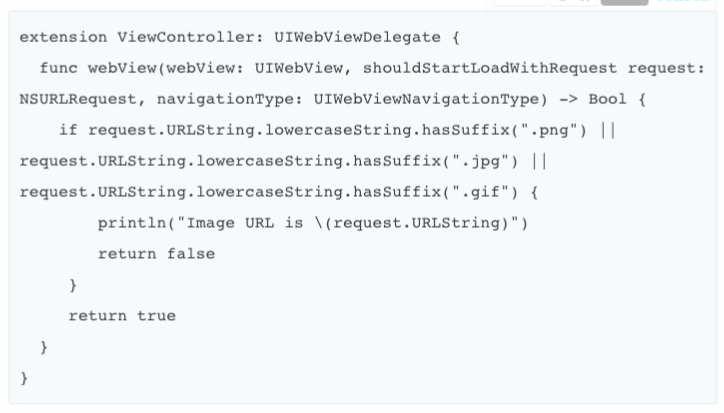 extension ViewController: UIWebViewDelegate {
func webView(webView: UIWebView, shouldStartLoadWithRequest request:
NSURLRequest, navigationType: UIWebViewNavigationType) -> Bool {
if request.URLString.lowercaseString.hasSuffix(".png") ||
request.URLString.lowercaseString.hasSuffix(".jpg") ||
request.URLString.lowercaseString.hasSuffix(".gif") {
println("Image URL is \(request.URLString)")
return false
}
return true
}
}